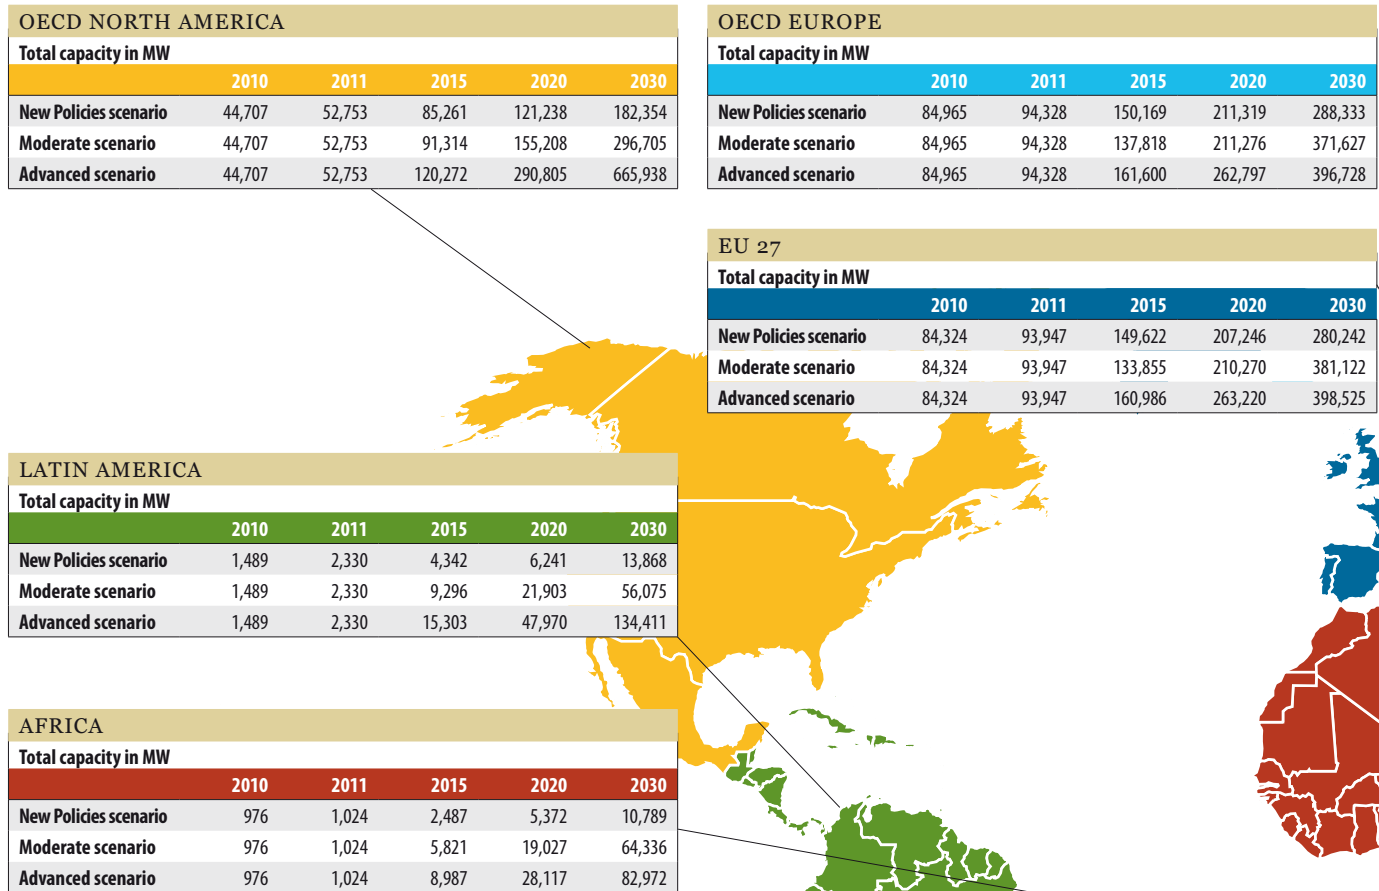 OECD NORTH AMERICA
Total capacity in MW
2010 2011 2015 2020 2030
New Policies scenario 44,707 52,753 85,261 121,238 182,354
Moderate scenario 44,707 52,753 91,314 155,208 296,705
Advanced scenario 44,707 52,753 120,272 290,805 665,938
OECD EUROPE
Total capacity in MW
2010 2011 2015 2020 2030
New Policies scenario 84,965 94,328 150,169 211,319 288,333
Moderate scenario 84,965 94,328 137,818 211,276 371,627
Advanced scenario 84,965 94,328 161,600 262,797 396,728
EU 27
Total capacity in MW
2010 2011 2015 2020 2030
New Policies scenario 84,324 93,947 149,622 207,246 280,242
Moderate scenario 84,324 93,947 133,855 210,270 381,122
Advanced scenario 84,324 93,947 160,986 263,220 398,525
LATIN AMERICA
Total capacity in MW
2010 2011 2015 2020 2030
New Policies scenario 1,489 2,330 4,342 6,241 13,868
Moderate scenario 1,489 2,330 9,296 21,903 56,075
Advanced scenario 1,489 2,330 15,303 47,970 134,411
AFRICA
Total capacity in MW
2010 2011 2015 2020 2030
New Policies scenario 976 1,024 2,487 5,372 10,789
Moderate scenario 976 1,024 5,821 19,027 64,336
Advanced scenario 976 1,024 8,987 28,117 82,972